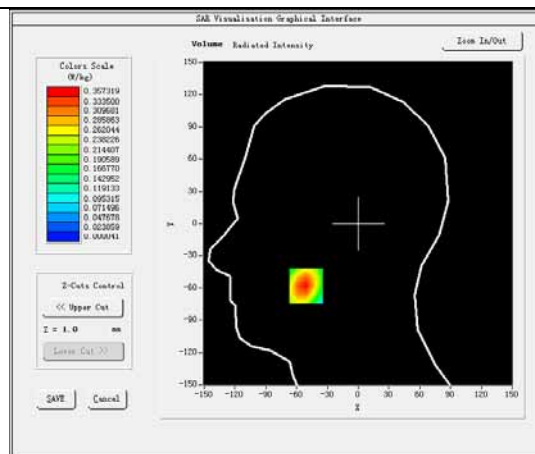 SAR Visualisation Graphical Interface
Volume Radiated Intensity
Zoom In/Out
Colors Scale
(W/kg)
0.357319
0.333500
0.309681
0.285863
0.262044
0.238226
0.214407
0.190589
0.166770
0.142952
0.119133
0.095315
0.071496
0.047678
0.023859
0.000041
Z-Cuts Control
<< Upper Cut
Z = 1.0 mm
Lower Cut >>
SAVE Cancel
150
120
90
60
30
0
-30
-60
-90
-120
-150
Y
-150 -120 -90 -60 -30 0 30 60 90 120 150
X